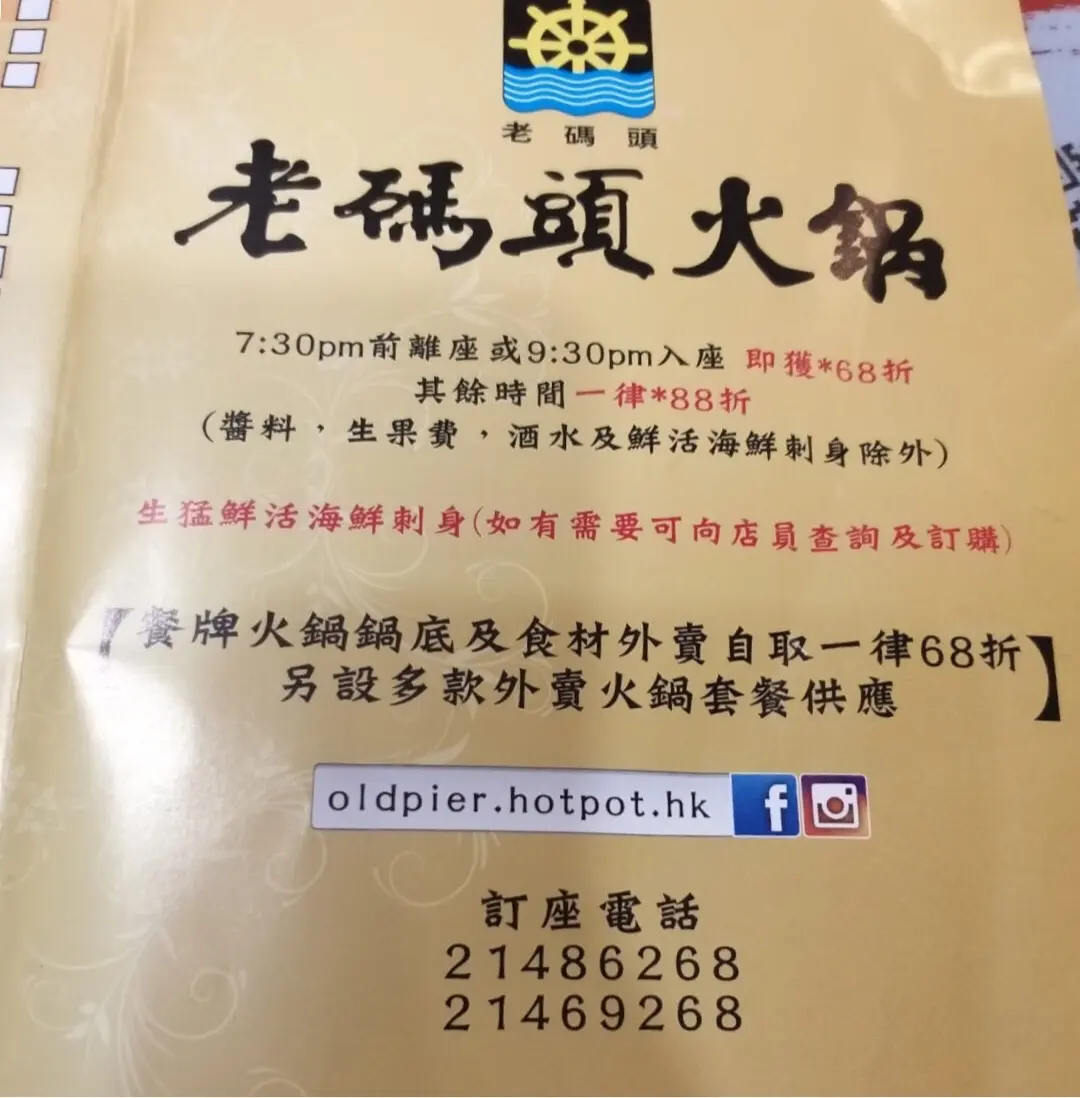 老碼頭
老碼頭火鍋
7:30pm前離座或9:30pm入座 即獲*68折
其餘時間一律*88折
（醬料，生果費，酒水及鮮活海鮮刺身除外）
生猛鮮活海鮮刺身(如有需要可向店員查詢及訂購)
【餐牌火鍋鍋底及食材外賣自取一律68折
另設多款外賣火鍋套餐供應】
oldpier.hotpot.hk
訂座電話
21486268
21469268